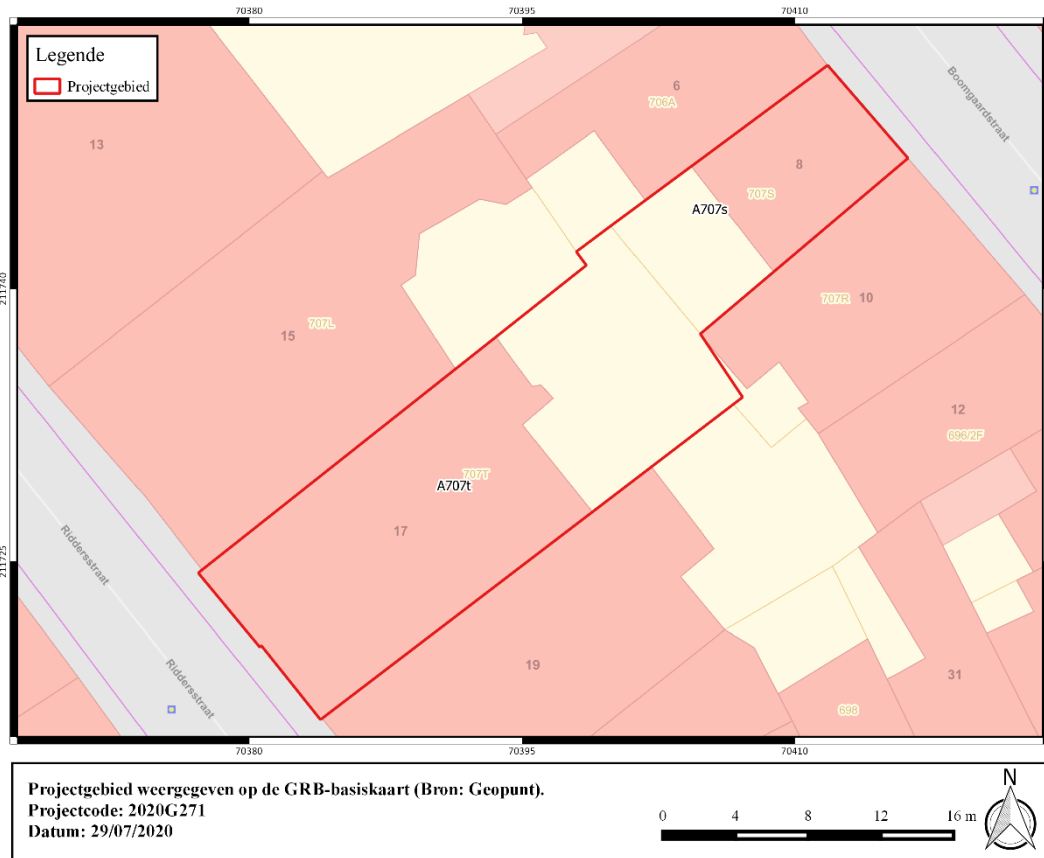 70380
70395
70410
Legende
Projectgebied
Boomgaardstraat
6
706A
13
8
707S
A707s
211740
10
707R
707L
15
12
696/2F
707T
A707t
17
211725
Riddersstraat
Riddersstraat
19
31
698
70380
70395
70410
Projectgebied weergegeven op de GRB-basiskaart (Bron: Geopunt).
Projectcode: 2020G271
Datum: 29/07/2020
0 4 8 12 16 m
N